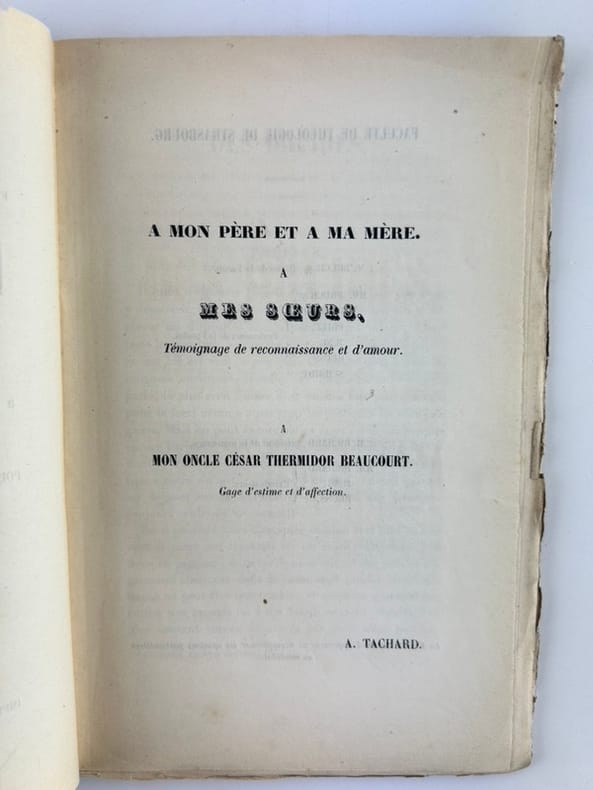 A MON PÈRE ET A MA MÈRE.
A
MES SŒURS,
Témoignage de reconnaissance et d'amour.
A
MON ONCLE CÉSAR THERMIDOR BEAUCOURT.
Gage d'estime et d'affection.
A. TACHARD.